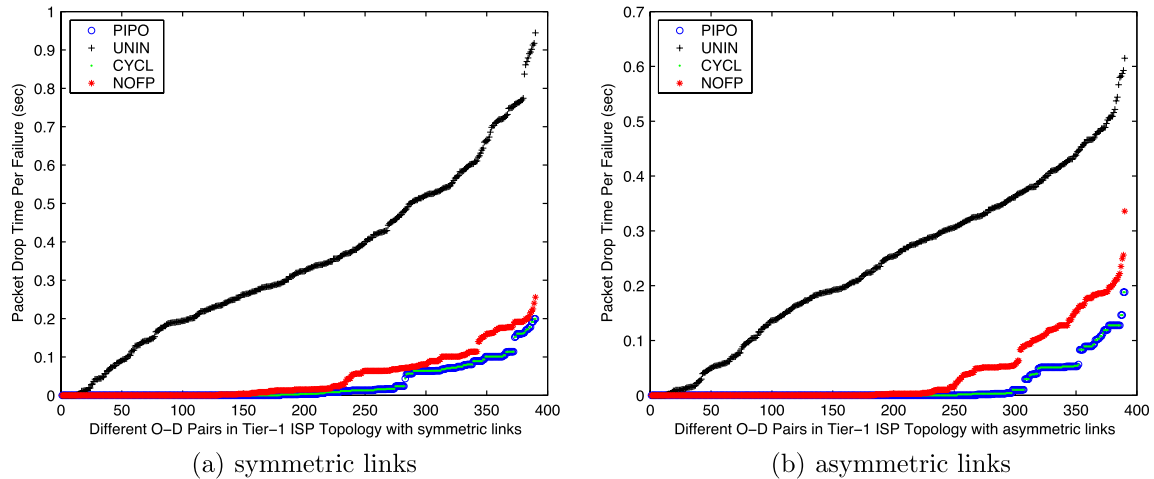 1
0.9
0.8
0.7
0.6
0.5
0.4
0.3
0.2
0.1
0
Packet Drop Time Per Failure (sec)
PIPO
UNIN
CYCL
NOFP
0 50 100 150 200 250 300 350 400
Different O−D Pairs in Tier−1 ISP Topology with symmetric links
(a) symmetric links
0.7
0.6
0.5
0.4
0.3
0.2
0.1
0
Packet Drop Time Per Failure (sec)
PIPO
UNIN
CYCL
NOFP
0 50 100 150 200 250 300 350 400
Different O−D Pairs in Tier−1 ISP Topology with asymmetric links
(b) asymmetric links